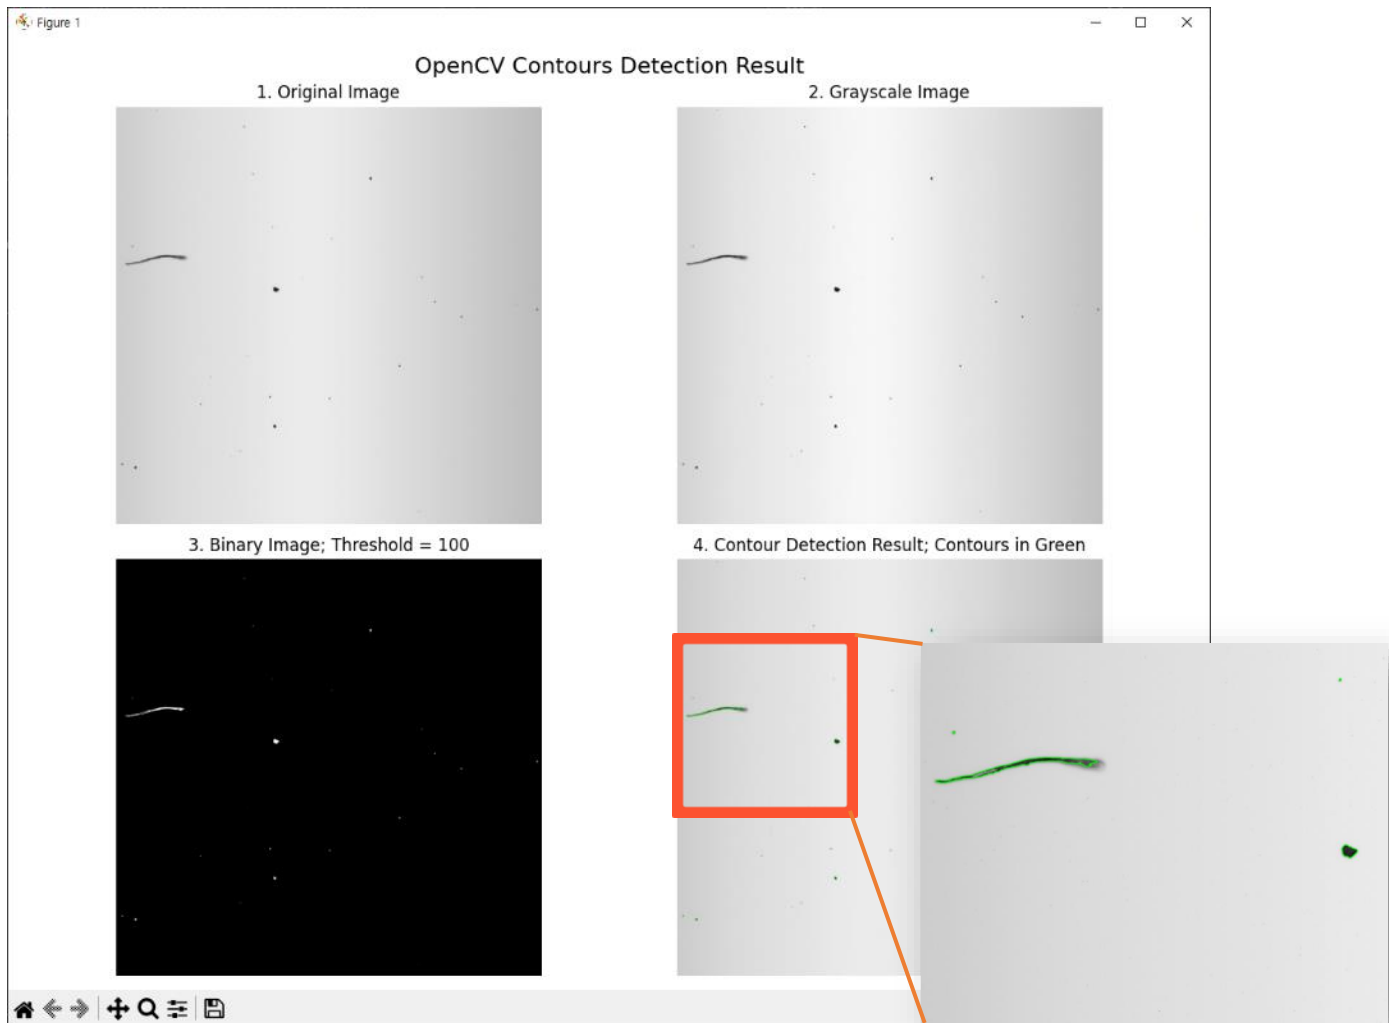 Figure 1
OpenCV Contours Detection Result
1. Original Image
2. Grayscale Image
3. Binary Image; Threshold = 100
4. Contour Detection Result; Contours in Green